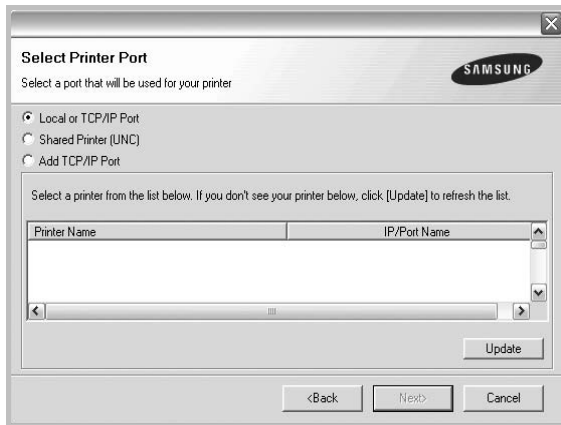 Select Printer Port
Select a port that will be used for your printer
SAMSUNG
Local or TCP/IP Port
Shared Printer (UNC)
Add TCP/IP Port
Select a printer from the list below. If you don't see your printer below, click [Update] to refresh the list.
Printer Name IP/Port Name
Update
<Back Next> Cancel